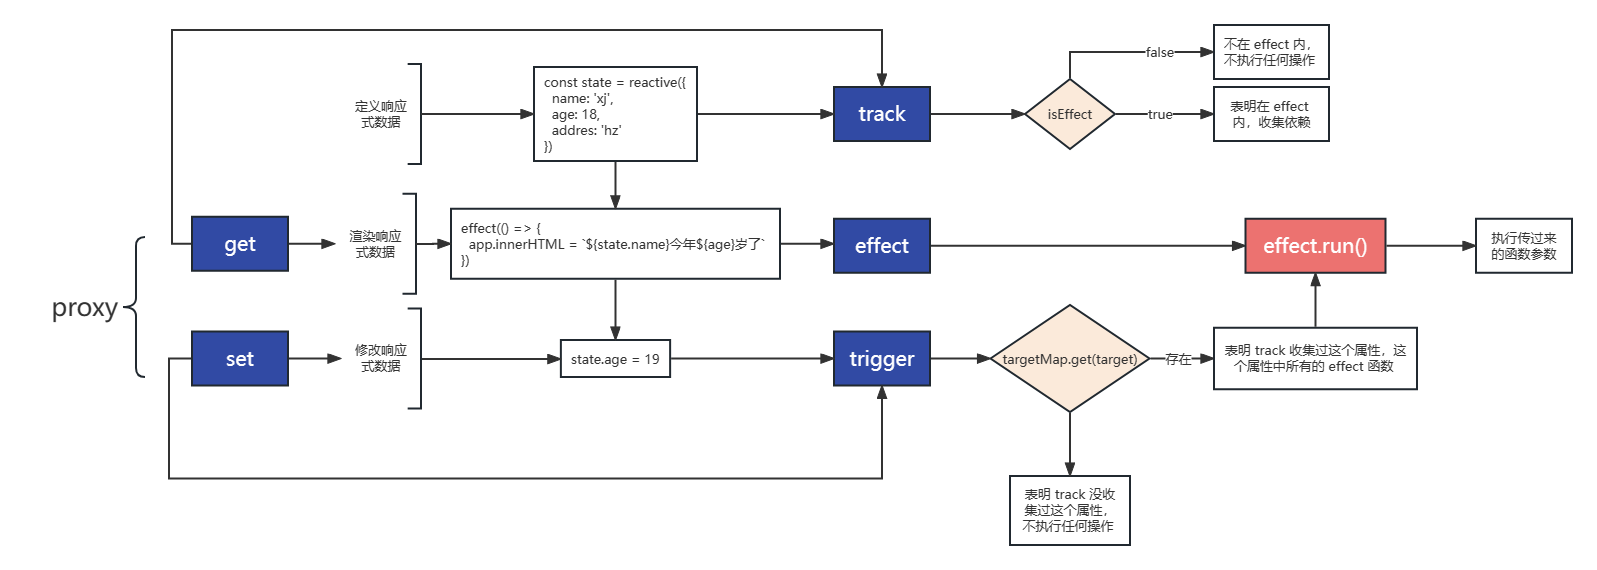 定义响应
式数据
const state = reactive({
name: 'xj',
age: 18,
addres: 'hz'
})
track
isEffect
false
不在 effect 内，
不执行任何操作
true
表明在 effect
内，收集依赖
proxy
get
渲染响应
式数据
effect(() => {
app.innerHTML = `${state.name}今年${age}岁了`
})
effect
effect.run()
执行传过来
的函数参数
set
修改响应
式数据
state.age = 19
trigger
targetMap.get(target)
存在
表明 track 收集过这个属性，这
个属性中所有的 effect 函数
表明 track 没收
集过这个属性，
不执行任何操作